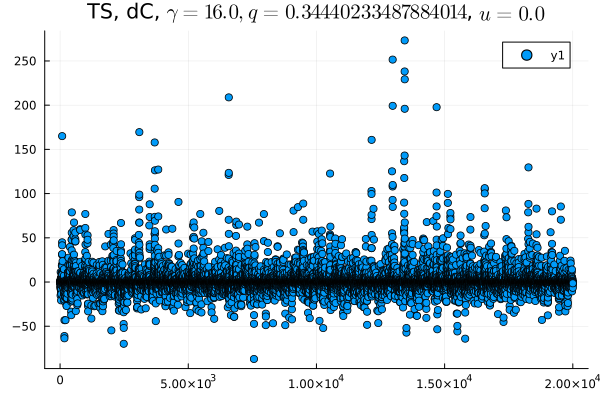 TS, dC, γ = 16.0, q = 0.34440233487884014, u = 0.0
y1
250
200
150
100
50
0
−50
0 5.00×10³ 1.00×10⁴ 1.50×10⁴ 2.00×10⁴